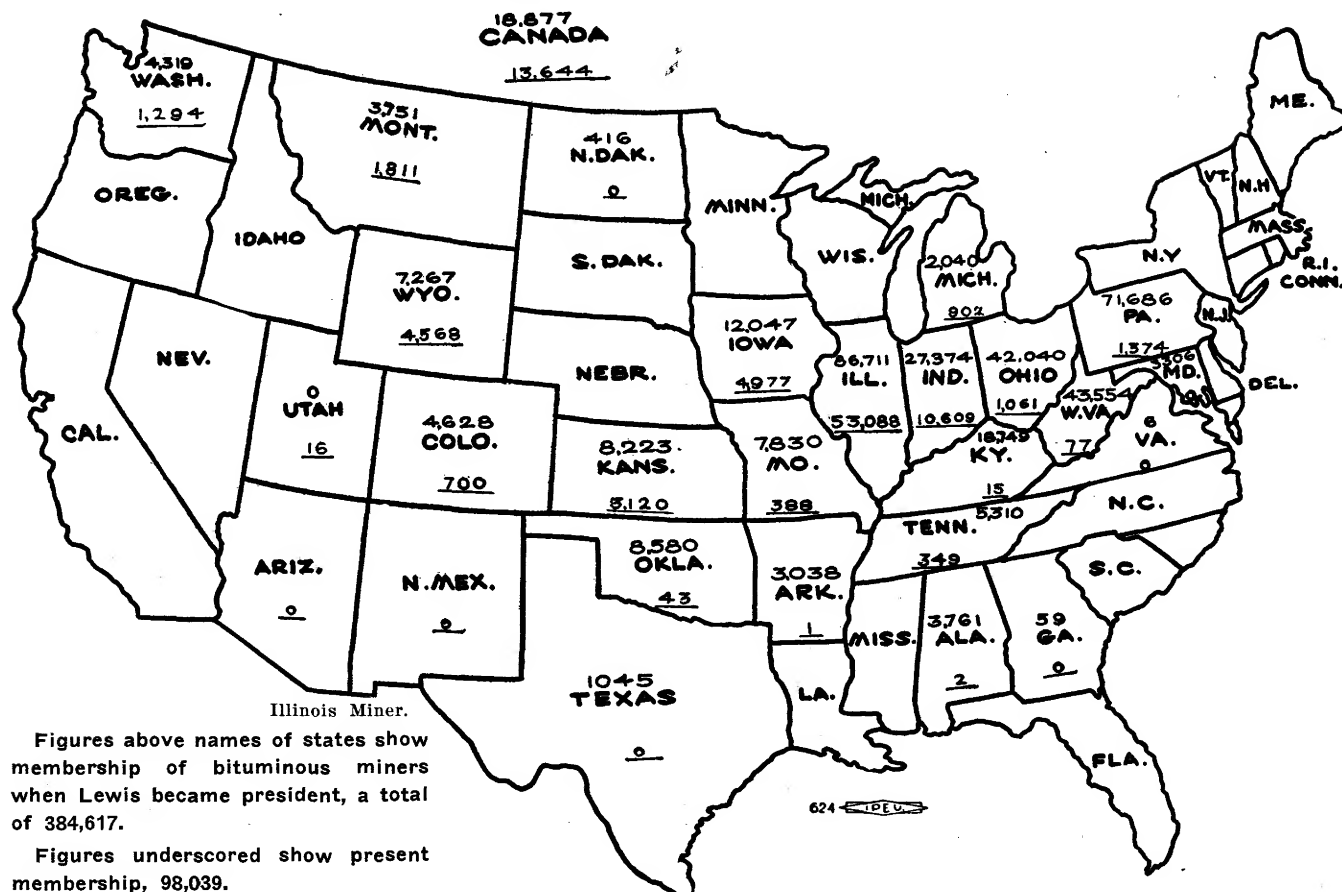 18,877
CANADA
13,644
4,319
WASH.
1,294
3,751
MONT.
1,811
416
N.DAK.
0
MINN.
MICH.
ME.
VT.
N.H
OREG.
IDAHO
S. DAK.
WIS.
2,040
MICH.
802
N.Y
MASS.
R.I.
CONN.
7,267
WYO.
4,568
12,047
IOWA
4,977
71,686
PA.
1,374
N.J.
NEV.
NEBR.
86,711
ILL.
53,088
27,374
IND.
10,609
42,040
OHIO
1,061
MD.
DEL.
0
UTAH
16
4,628
COLO.
700
CAL.
8,223
KANS.
5,120
7,830
MO.
388
43,554
W.VA
77
6
VA.
0
18,749
KY.
15
N.C.
TENN. 5,310
349
ARIZ.
0
N.MEX.
0
8,580
OKLA.
43
3,038
ARK.
1
S.C.
MISS.
3,761
ALA.
2
59
GA.
0
1045
TEXAS
0
LA.
FLA.
624 I.P.E.U.
Illinois Miner.
Figures above names of states show
membership of bituminous miners
when Lewis became president, a total
of 384,617.
Figures underscored show present
membership, 98,039.